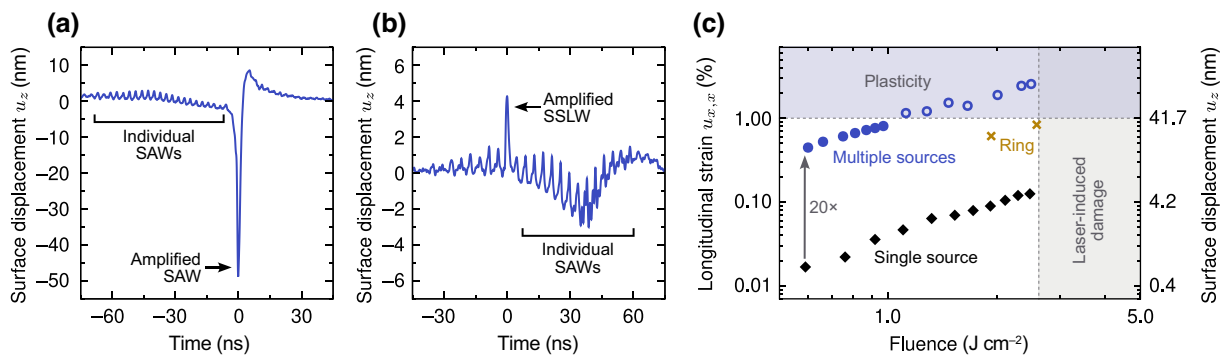 (a)
Surface displacement u_z (nm)
10
0
−10
−20
−30
−40
−50
Individual
SAWs
Amplified
SAW
−60
−30
0
30
Time (ns)
(b)
Surface displacement u_z (nm)
6
4
2
0
−2
−4
−6
Amplified
SSLW
Individual
SAWs
−30
0
30
60
Time (ns)
(c)
Longitudinal strain u_x,x (%)
1.00
0.10
0.01
Plasticity
Multiple sources
Ring
20×
Single source
Laser-induced
damage
41.7
4.2
0.4
Surface displacement u_z (nm)
1.0
5.0
Fluence (J cm⁻²)